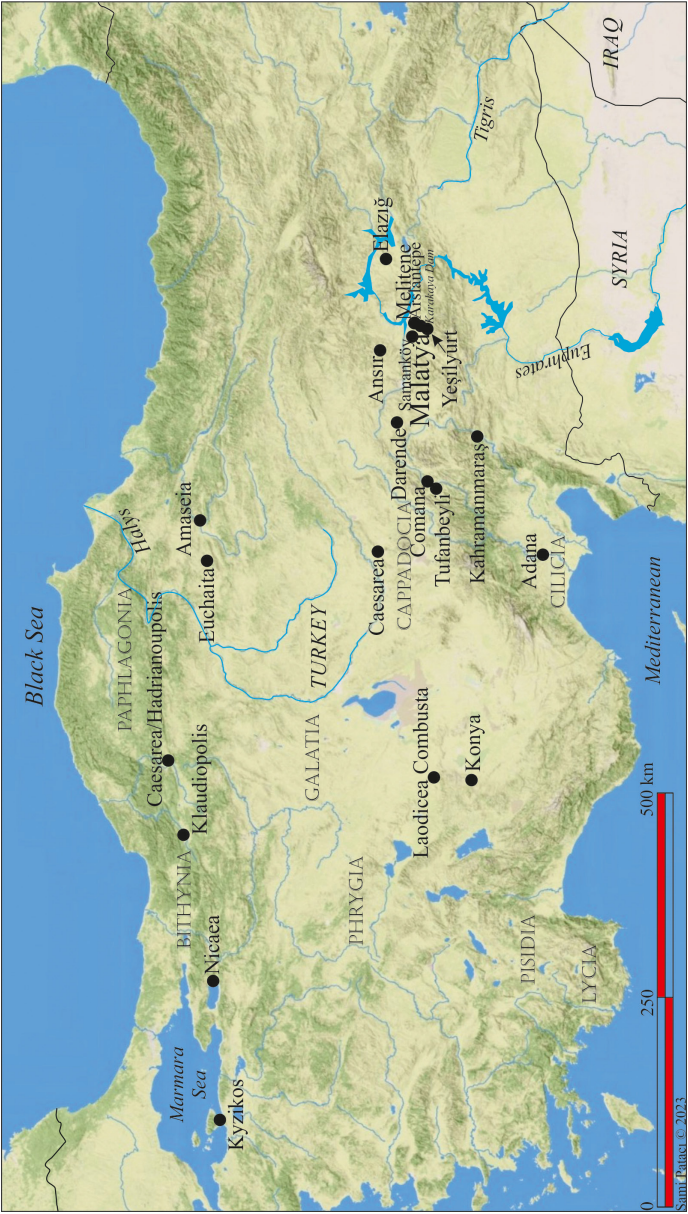 Black Sea
Marmara
Sea
Kyzikos
Nicaea
BITHYNIA
Klaudiopolis
Caesarea/Hadrianoupolis
PAPHLAGONIA
Halys
Euchaita
Amaseia
PHRYGIA
GALATIA
TURKEY
Laodicea Combusta
Konya
Caesarea
CAPPADOCIA
Comana
Tufanbeyli
Darende
Ansır
Samanköy
Malatya
Melitene
Arslantepe
Karakaya Dam
Yeşilyurt
Elazığ
Kahramanmaraş
Adana
CILICIA
PISIDIA
LYCIA
Tigris
Euphrates
SYRIA
IRAQ
Mediterranean
0
250
500 km
Sami Patacı © 2023